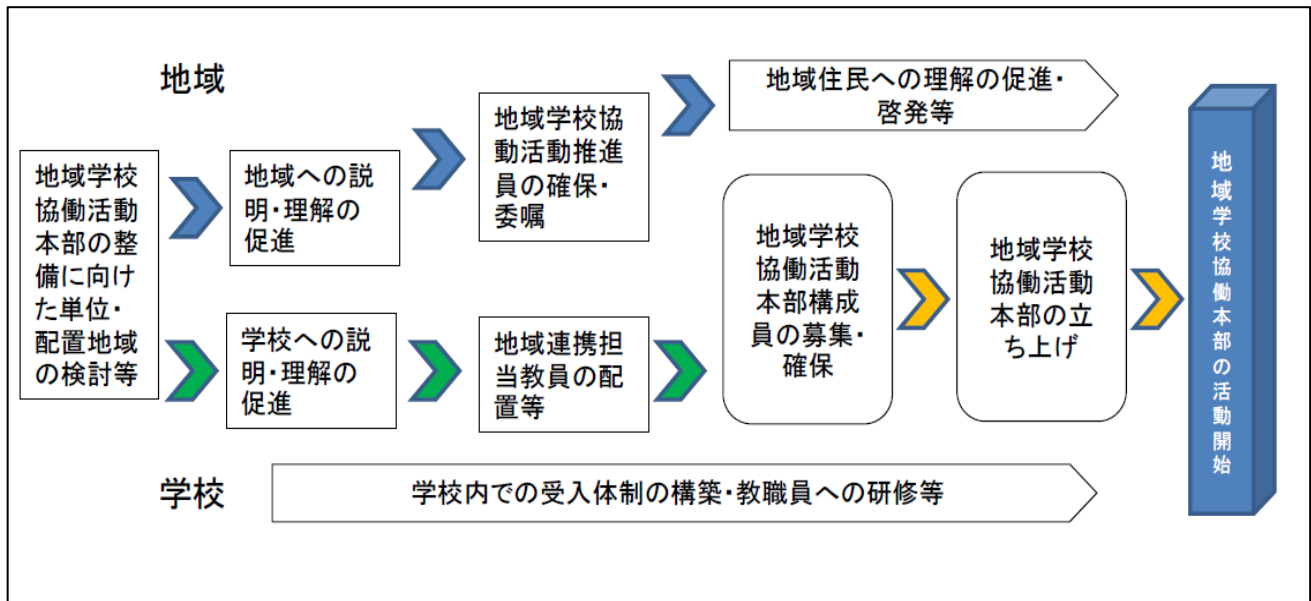 地域
地域学校
協働活動
本部の整
備に向け
た単位・
配置地域
の検討等
地域への説
明・理解の
促進
地域学校協
動活動推進
員の確保・
委嘱
地域住民への理解の促進・
啓発等
学校への説
明・理解の
促進
地域連携担
当教員の配
置等
地域学校
協働活動
本部構成
員の募集・
確保
地域学校
協働活動
本部の立
ち上げ
地域学校協働本部の活動開始
学校
学校内での受入体制の構築・教職員への研修等